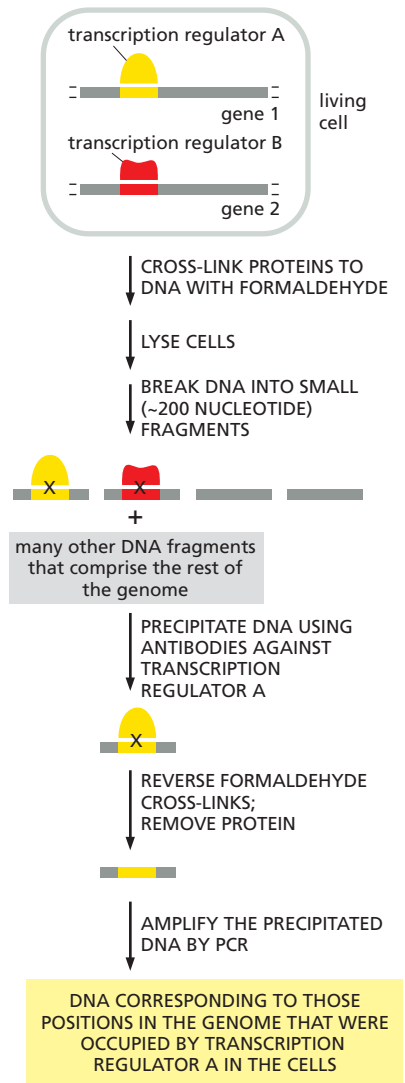 transcription regulator A
gene 1
transcription regulator B
gene 2
living
cell
CROSS-LINK PROTEINS TO
DNA WITH FORMALDEHYDE
LYSE CELLS
BREAK DNA INTO SMALL
(~200 NUCLEOTIDE)
FRAGMENTS
X
X
+
many other DNA fragments
that comprise the rest of
the genome
PRECIPITATE DNA USING
ANTIBODIES AGAINST
TRANSCRIPTION
REGULATOR A
X
REVERSE FORMALDEHYDE
CROSS-LINKS;
REMOVE PROTEIN
AMPLIFY THE PRECIPITATED
DNA BY PCR
DNA CORRESPONDING TO THOSE
POSITIONS IN THE GENOME THAT WERE
OCCUPIED BY TRANSCRIPTION
REGULATOR A IN THE CELLS